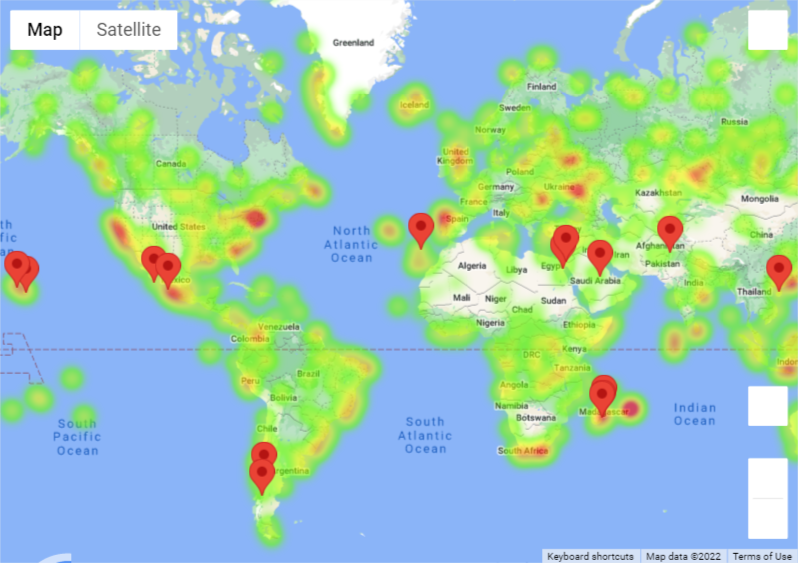 Map Satellite
Greenland
Iceland
Finland
Sweden
Norway
Russia
Canada
United
Kingdom
Poland
Germany
Ukraine
Kazakhstan
Mongolia
France
Italy
Spain
United States
North
Atlantic
Ocean
China
Afghanistan
Iran
Pakistan
Algeria
Libya
Egypt
Saudi Arabia
India
Thailand
Mali
Niger
Chad
Sudan
Nigeria
Ethiopia
Venezuela
Colombia
DRC
Kenya
Tanzania
Peru
Brazil
Bolivia
Angola
Namibia
Botswana
Madagascar
Indian
Ocean
South
Pacific
Ocean
South
Atlantic
Ocean
Chile
Argentina
South Africa
Keyboard shortcuts Map data ©2022 Terms of Use